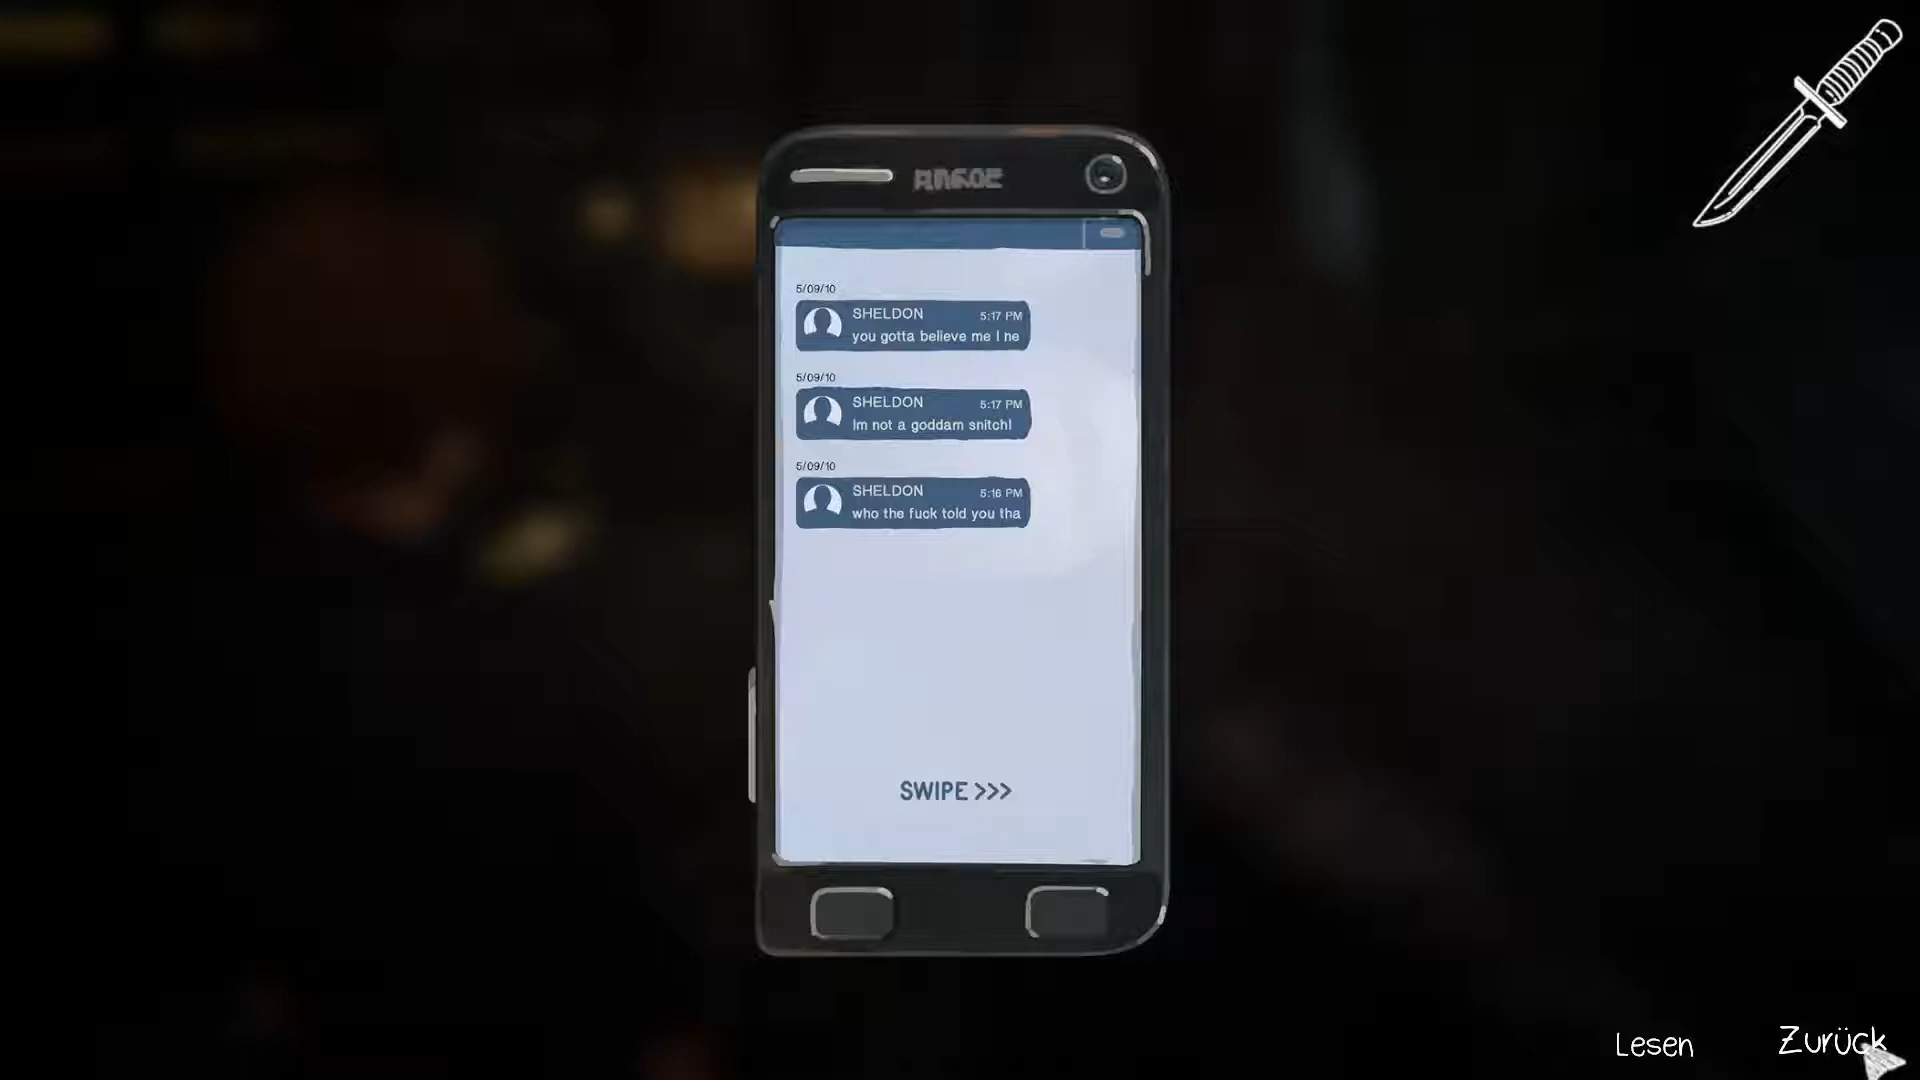 5/09/10
SHELDON 5:17 PM
you gotta believe me I ne
5/09/10
SHELDON 5:17 PM
Im not a goddam snitch!
5/09/10
SHELDON 5:16 PM
who the fuck told you tha
SWIPE >>>
Lesen Zurück